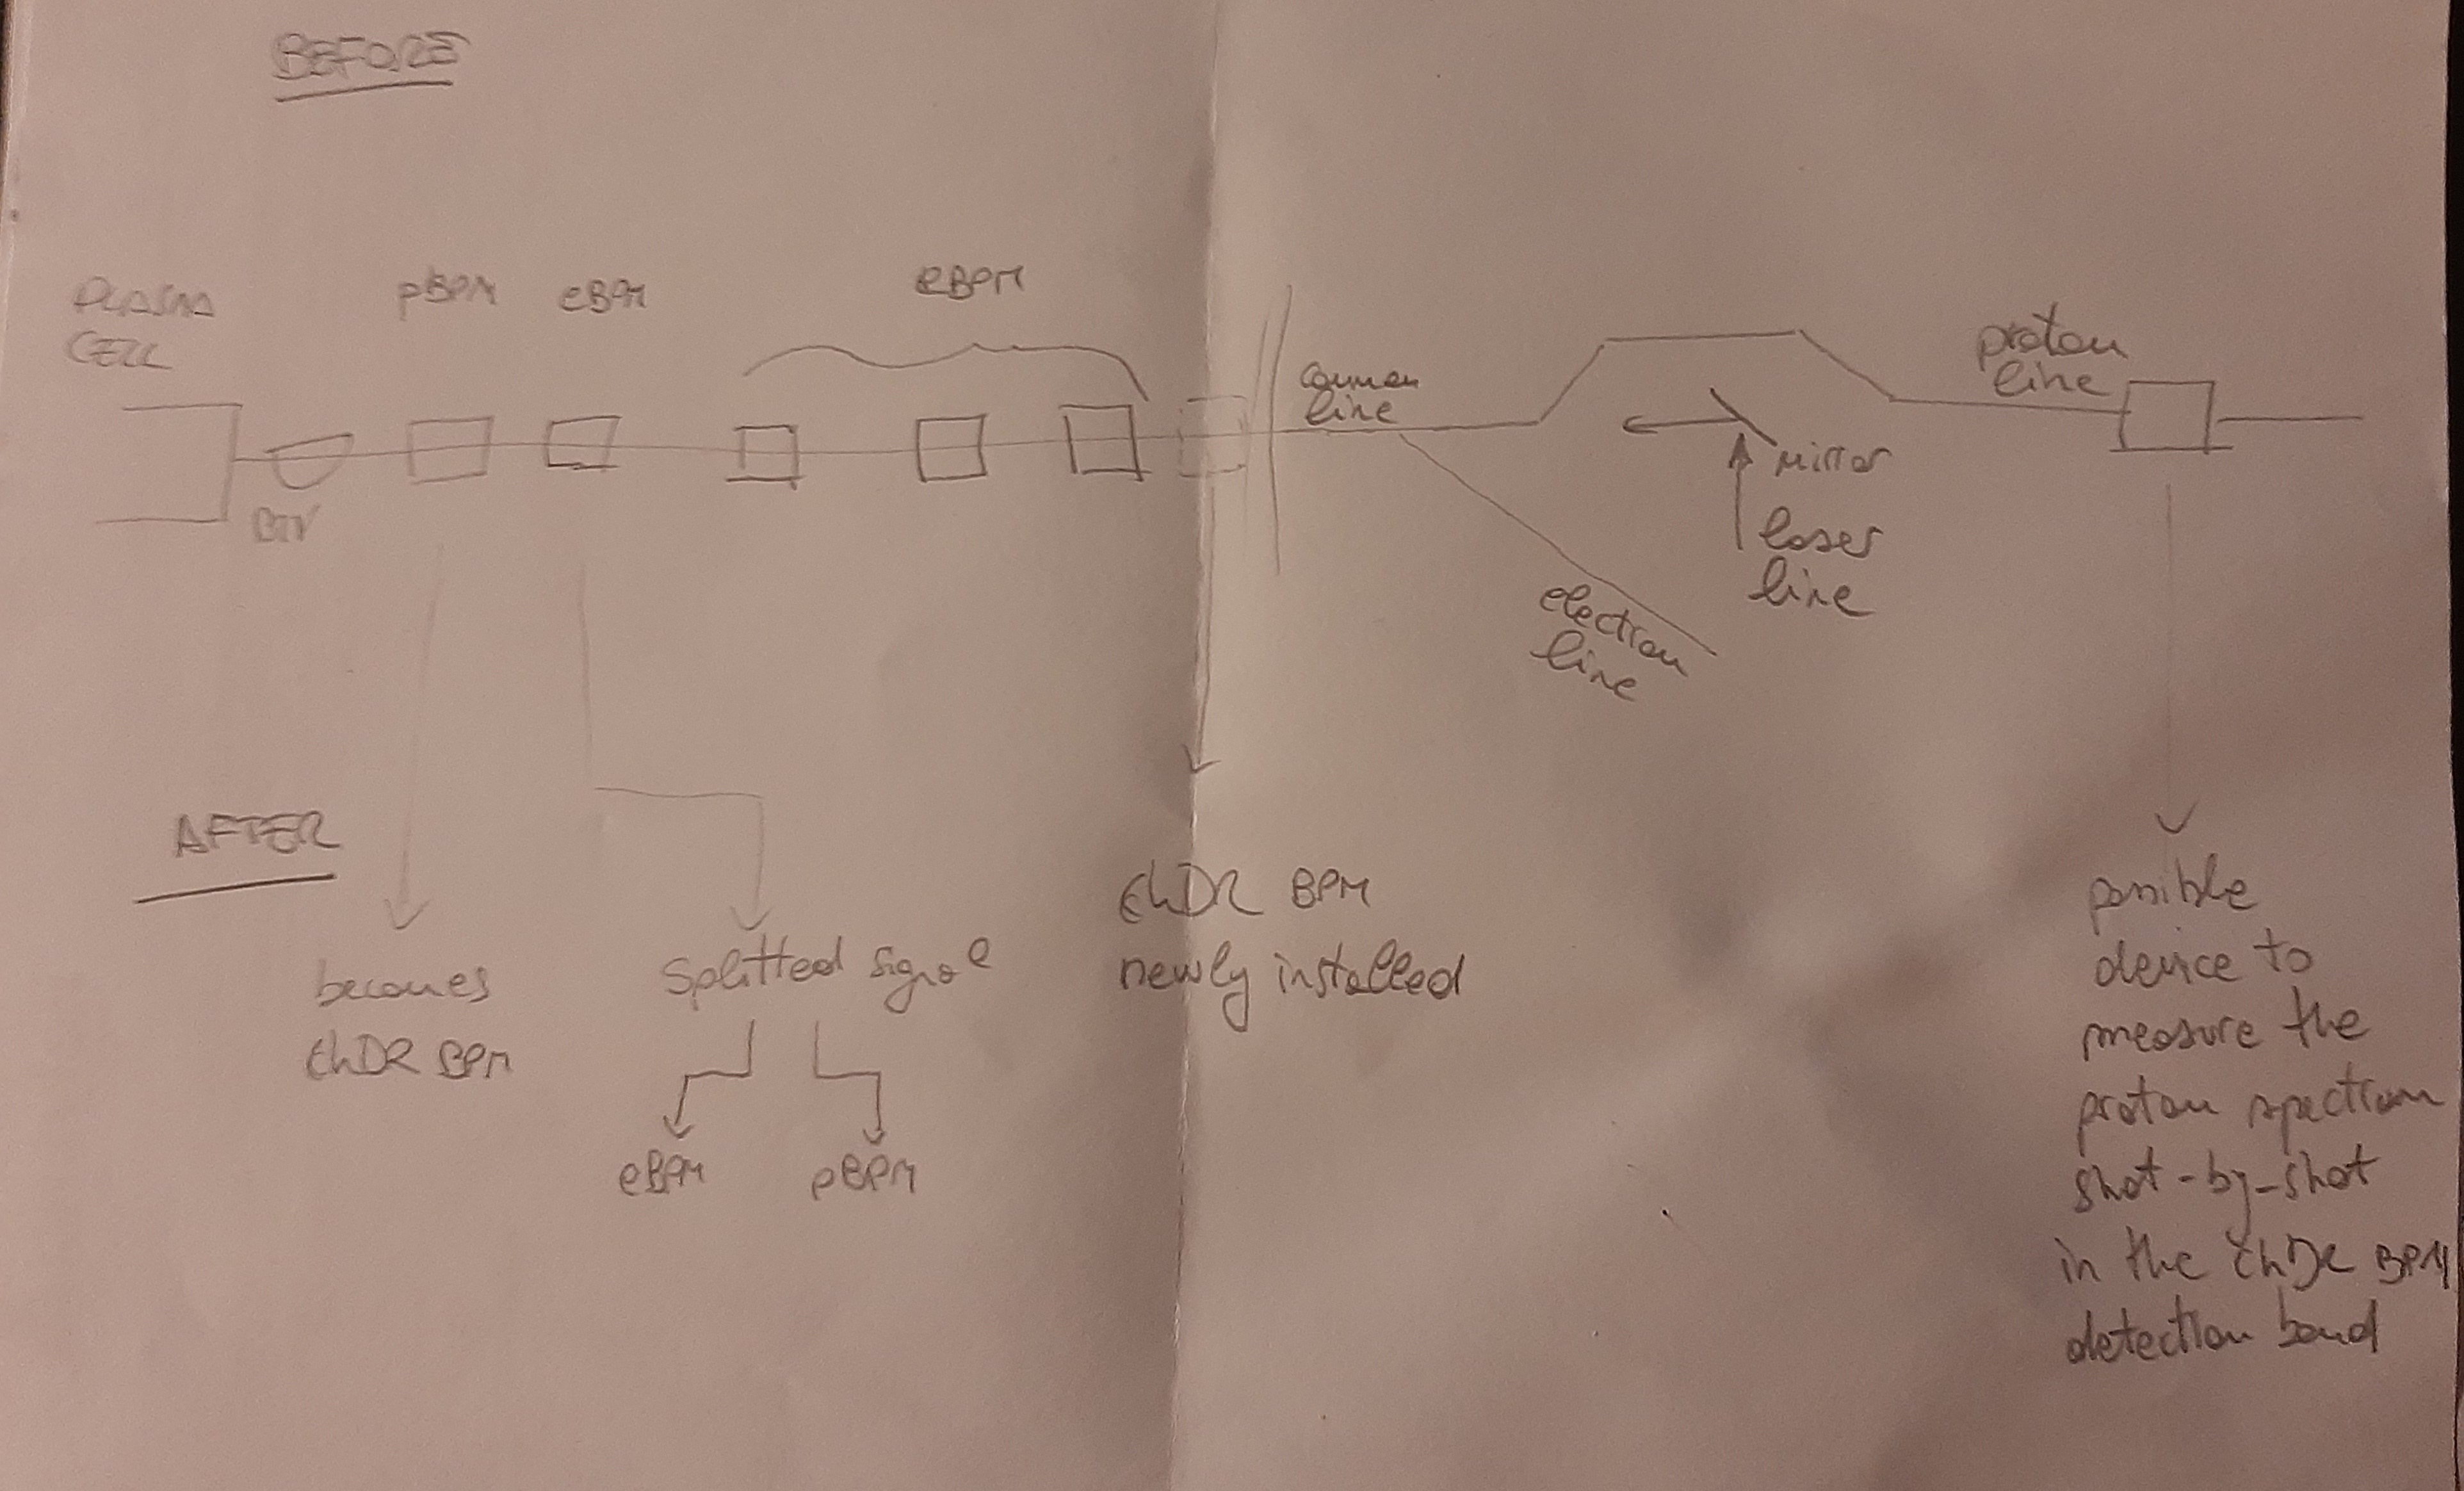 BEFORE
PLASMA
CELL
pBPM
eBPM
eBPM
BTV
common
line
proton
line
mirror
laser
line
electron
line
AFTER
becomes
ChDR BPM
Splitted signal
eBPM
pBPM
ChDR BPM
newly installed
possible
device to
measure the
proton spectrum
shot-by-shot
in the ChDR BPM
detection band